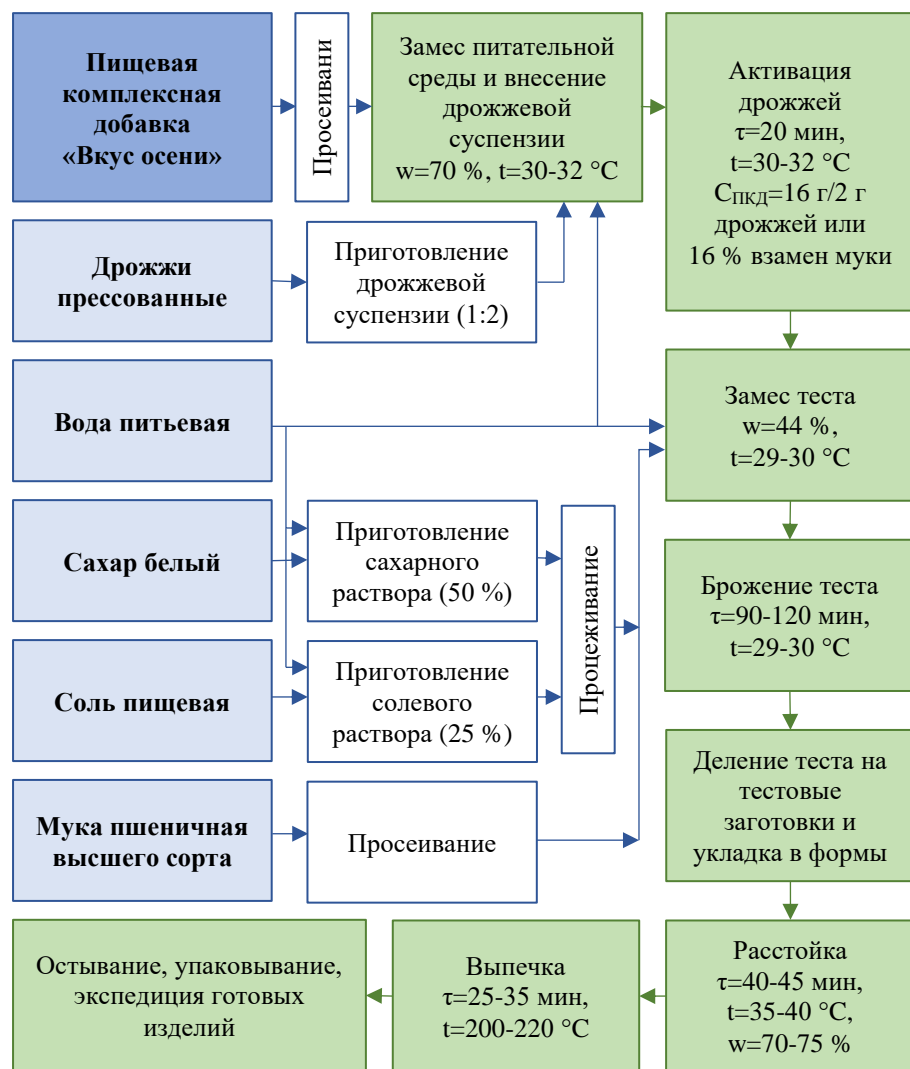 Пищевая
комплексная
добавка
«Вкус осени»
Просеивани
Замес питательной
среды и внесение
дрожжевой
суспензии
w=70 %, t=30-32 °C
Активация
дрожжей
τ=20 мин,
t=30-32 °C
СПКД=16 г/2 г
дрожжей или
16 % взамен муки
Дрожжи
прессованные
Приготовление
дрожжевой
суспензии (1:2)
Вода питьевая
Замес теста
w=44 %,
t=29-30 °C
Сахар белый
Приготовление
сахарного
раствора (50 %)
Процеживание
Брожение теста
τ=90-120 мин,
t=29-30 °C
Соль пищевая
Приготовление
солевого
раствора (25 %)
Деление теста на
тестовые
заготовки и
укладка в формы
Мука пшеничная
высшего сорта
Просеивание
Остывание, упаковывание,
экспедиция готовых
изделий
Выпечка
τ=25-35 мин,
t=200-220 °C
Расстойка
τ=40-45 мин,
t=35-40 °C,
w=70-75 %